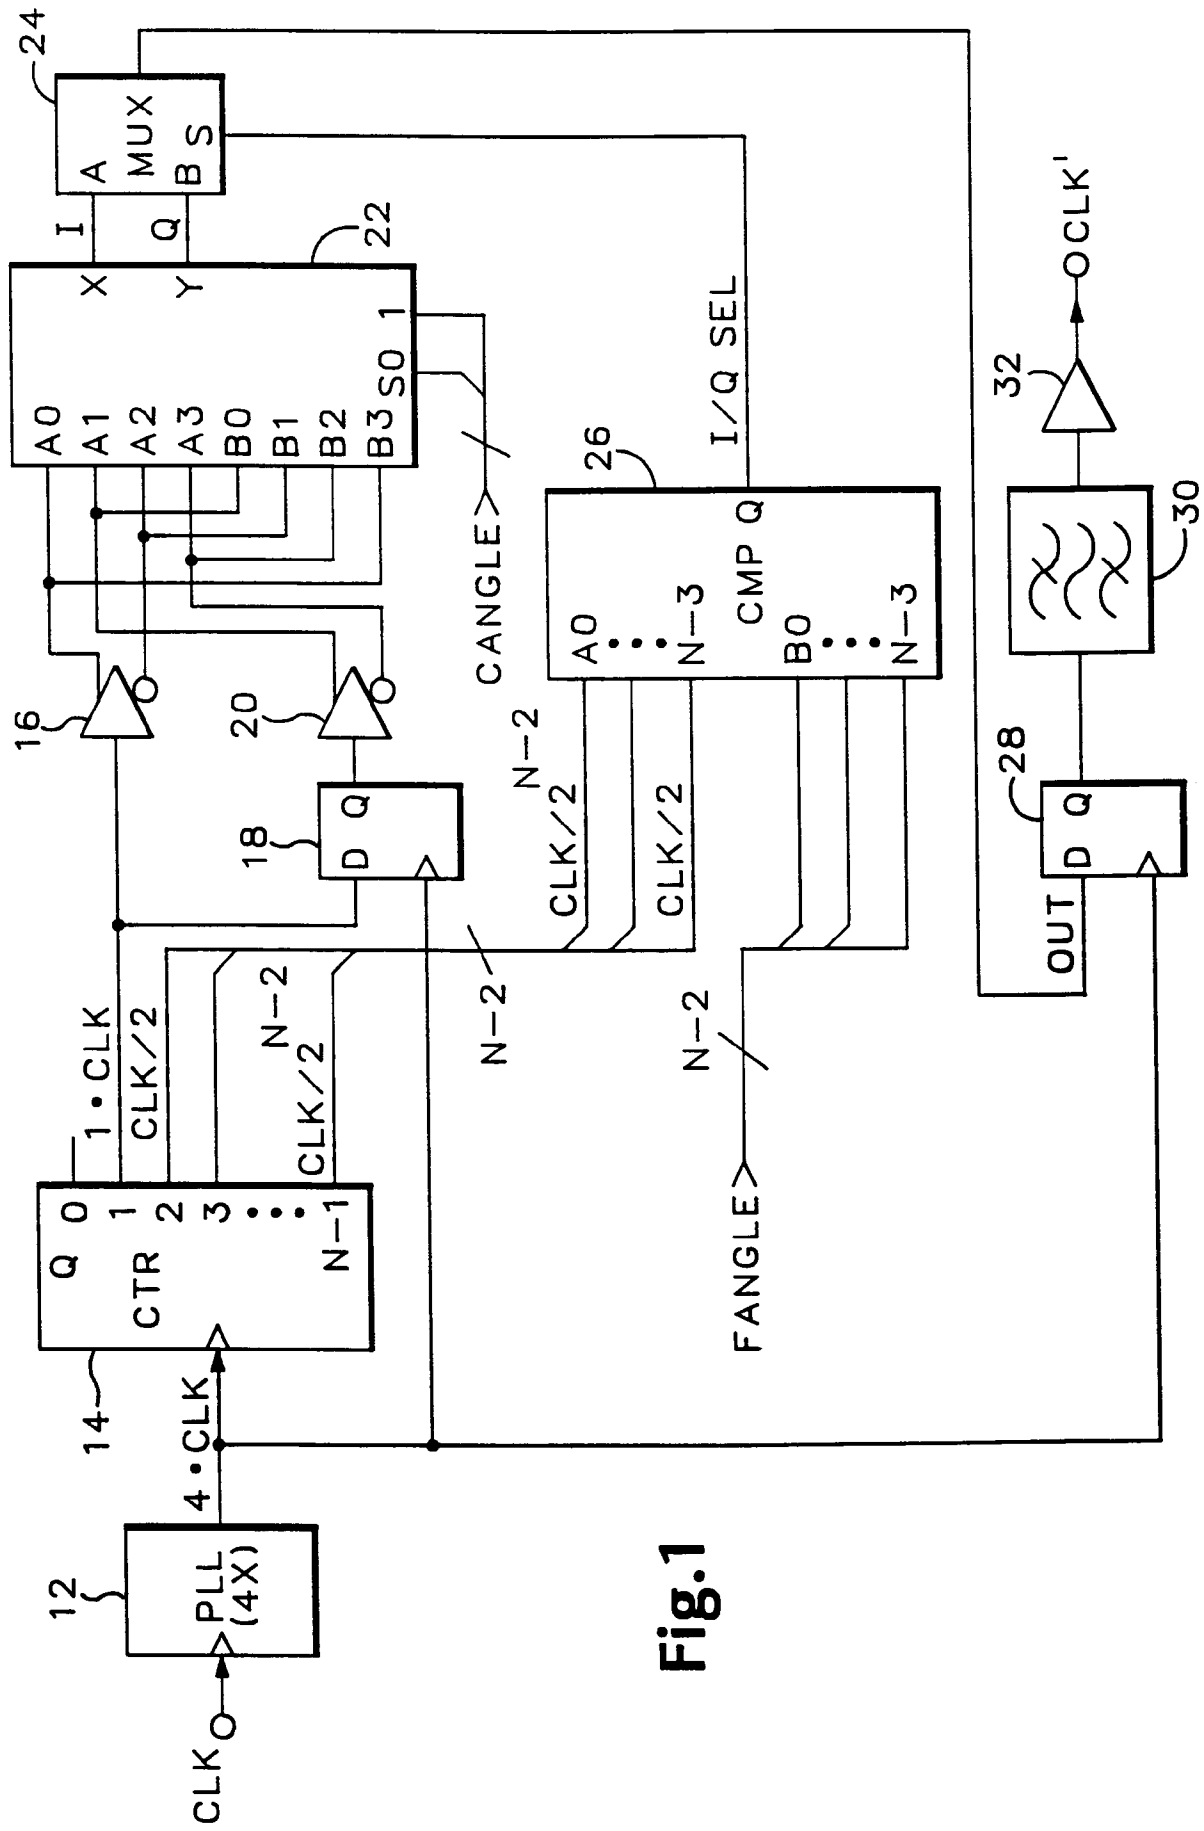 CLK
12
PLL
(4X)
4•CLK
14
Q
0
1
2
3
N-1
CTR
1•CLK
CLK/2
N-2
CLK/2
N-2
16
18
D Q
20
A0
A1
A2
A3
B0
B1
B2
B3
S0 1
X
Y
22
I
Q
24
A
MUX
B S
CANGLE>
FANGLE>
N-2
N-2
CLK/2
CLK/2
A0
N-3
CMP Q
B0
N-3
26
I/Q SEL
OUT
28
D Q
30
32
CLK'
Fig.1